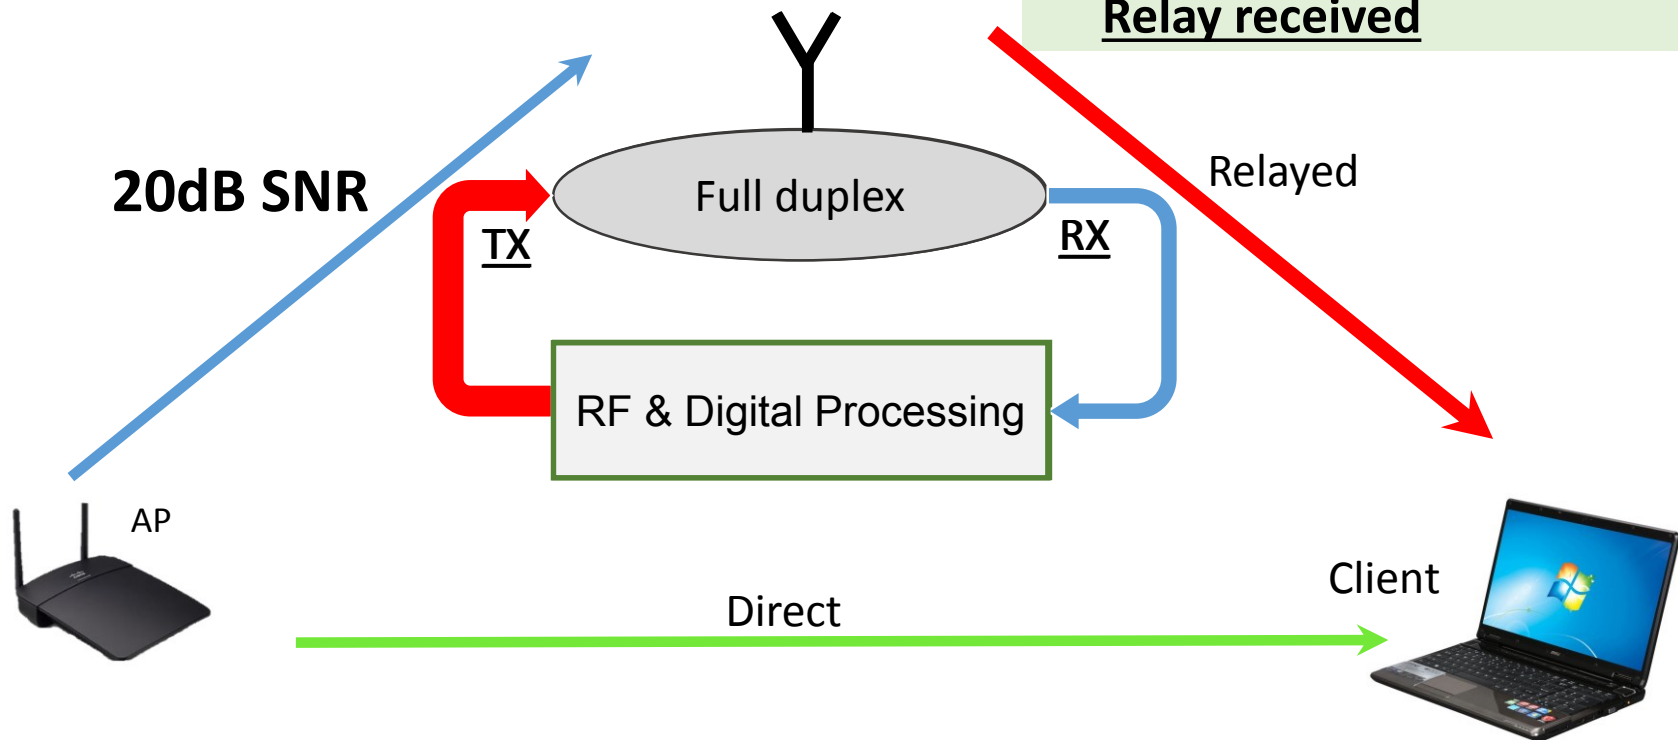 Relay received
20dB SNR
Full duplex
Relayed
TX
RX
RF & Digital Processing
AP
Client
Direct